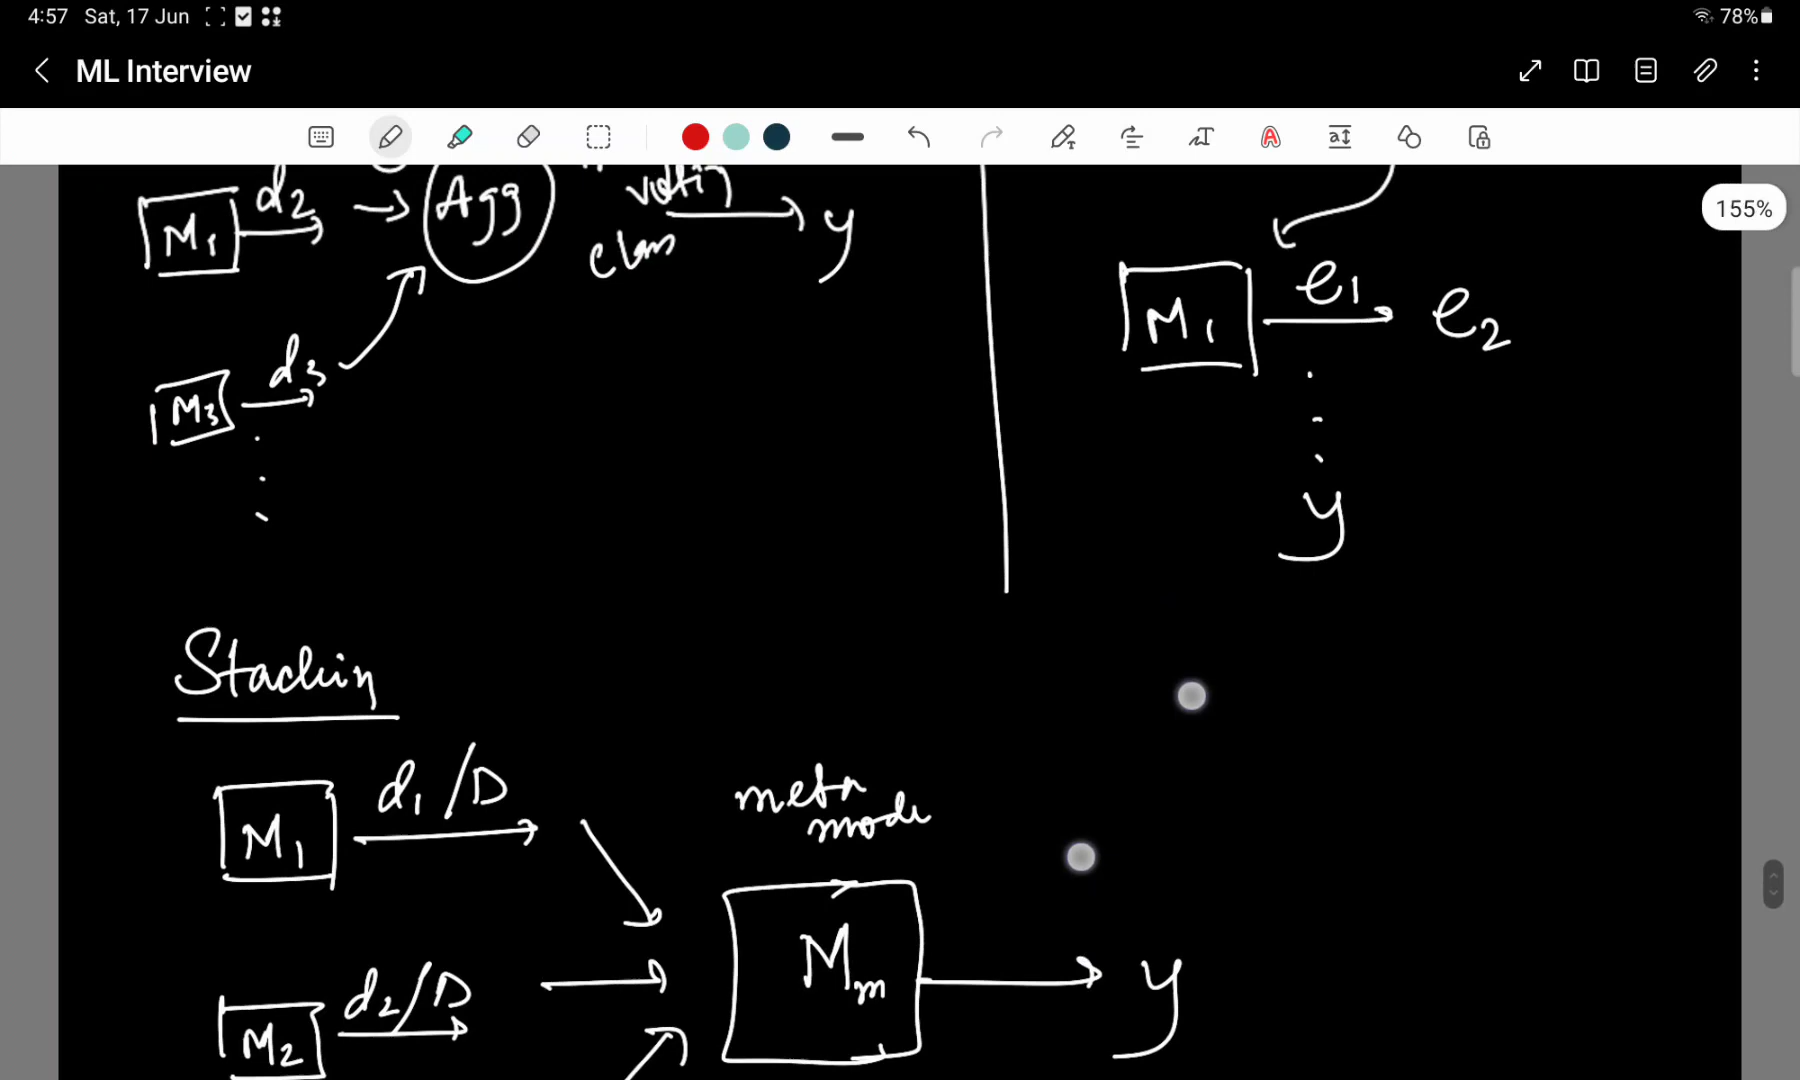 4:57 Sat, 17 Jun
78%
ML Interview
155%
d2
M1
Agg
voting
class
y
d3
M3
M1
e1
e2
y
Stacking
M1
d1/D
meta
mode
Mm
y
M2
d2/D